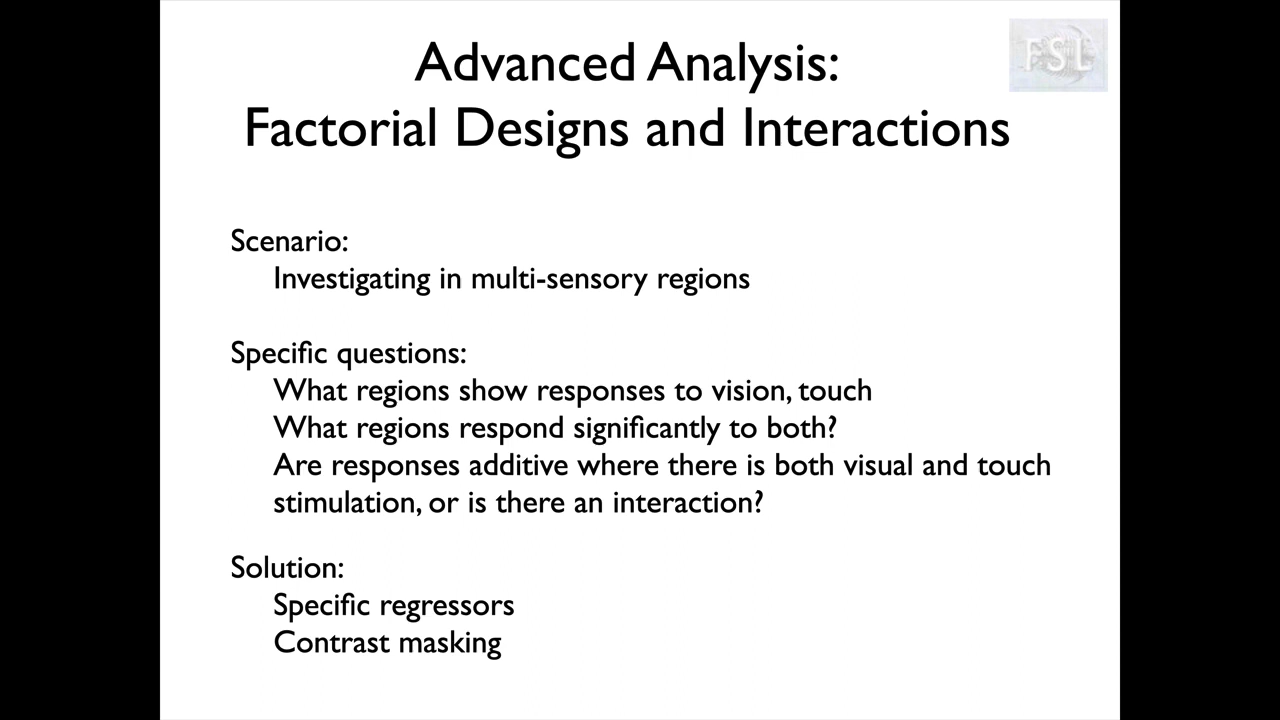 Advanced Analysis:
Factorial Designs and Interactions
FSL
Scenario:
Investigating in multi-sensory regions
Specific questions:
What regions show responses to vision, touch
What regions respond significantly to both?
Are responses additive where there is both visual and touch
stimulation, or is there an interaction?
Solution:
Specific regressors
Contrast masking